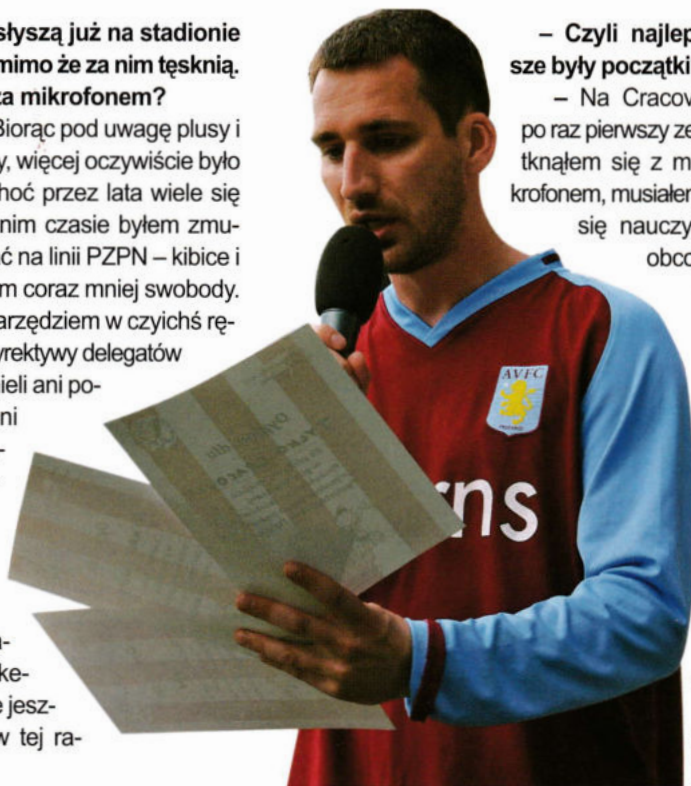 słyszą już na stadionie
mimo że za nim tęsknią.
za mikrofonem?
Biorąc pod uwagę plusy i
y, więcej oczywiście było
hoć przez lata wiele się
nim czasie byłem zmu-
ć na linii PZPN – kibice i
m coraz mniej swobody.
arzędziem w czyichś rę-
yrektywy delegatów
ieli ani po-
ni
-
a-
ke-
e jesz-
w tej ra-
– Czyli najlep
sze były początki
– Na Cracov
po raz pierwszy ze
tknąłem się z m
krofonem, musiałem
się nauczy
obco
AVFC
rns